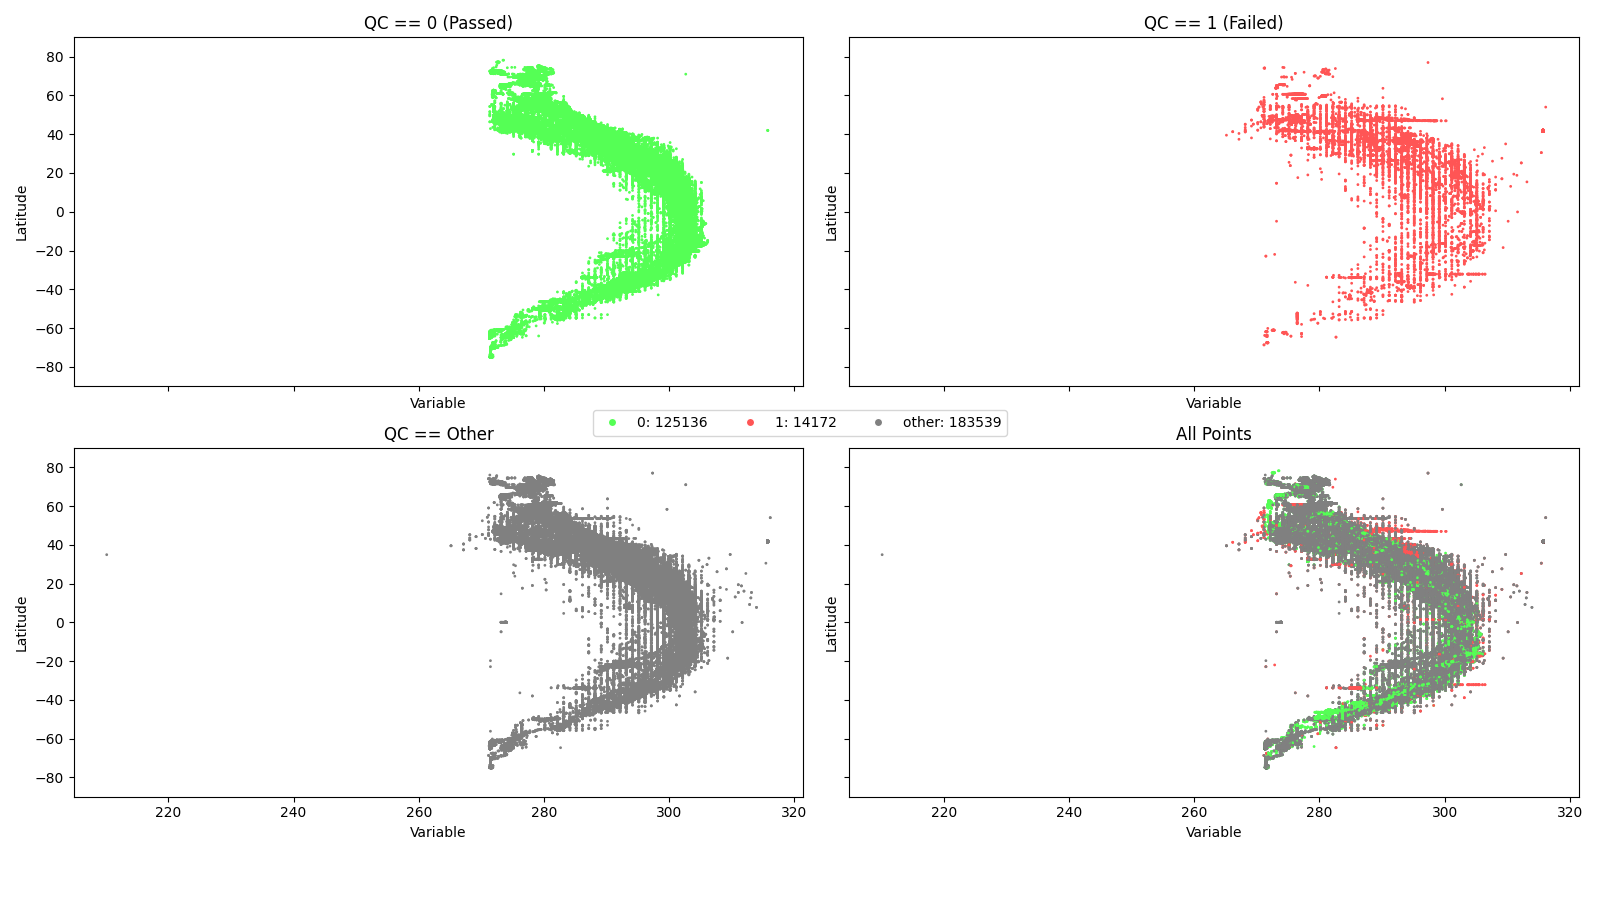 QC == 0 (Passed)
QC == 1 (Failed)
80
60
40
20
0
−20
−40
−60
−80
Latitude
Latitude
Variable
Variable
0: 125136
1: 14172
other: 183539
QC == Other
All Points
80
60
40
20
0
−20
−40
−60
−80
Latitude
Latitude
220
240
260
280
300
320
220
240
260
280
300
320
Variable
Variable